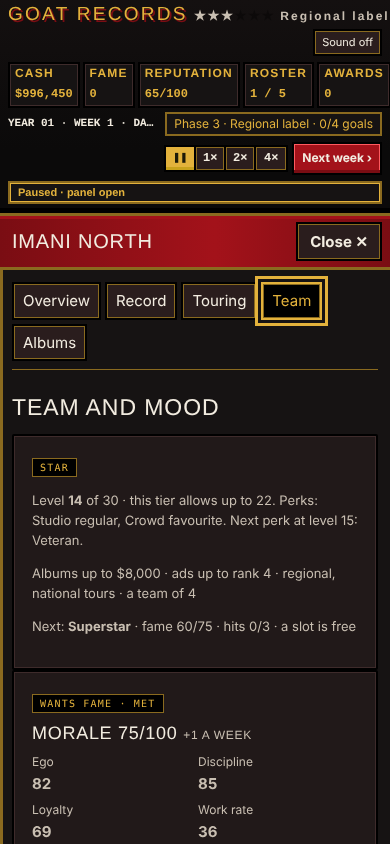 GOAT RECORDS ★★★★★ Regional label
Sound off
CASH FAME REPUTATION ROSTER AWARDS
$996,450 0 65/100 1 / 5 0
YEAR 01 · WEEK 1 · DA… Phase 3 · Regional label · 0/4 goals
1× 2× 4× Next week ›
Paused · panel open
IMANI NORTH Close ✕
Overview Record Touring Team
Albums
TEAM AND MOOD
STAR
Level 14 of 30 · this tier allows up to 22. Perks:
Studio regular, Crowd favourite. Next perk at level 15:
Veteran.
Albums up to $8,000 · ads up to rank 4 · regional,
national tours · a team of 4
Next: Superstar · fame 60/75 · hits 0/3 · a slot is free
WANTS FAME · MET
MORALE 75/100 +1 A WEEK
Ego Discipline
82 85
Loyalty Work rate
69 36